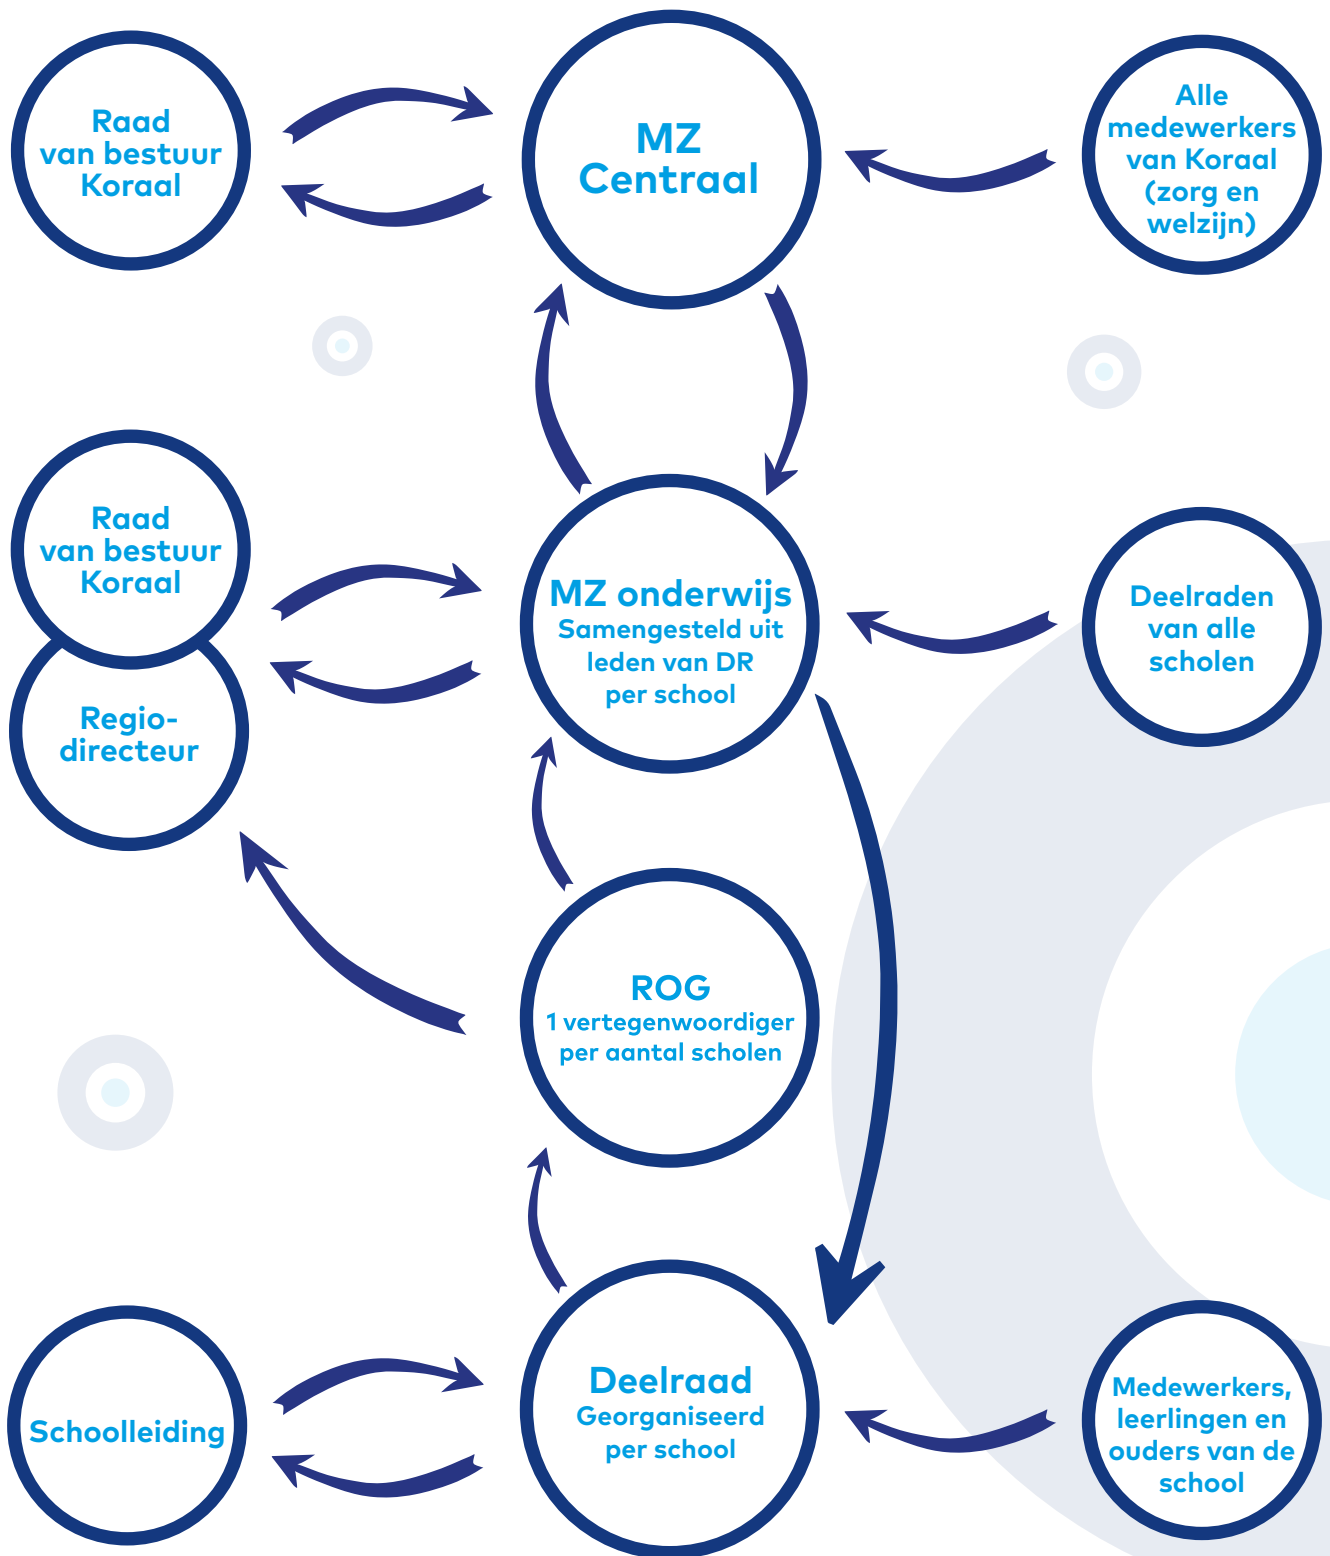 Raad
van bestuur
Koraal
MZ
Centraal
Alle
medewerkers
van Koraal
(zorg en
welzijn)
Raad
van bestuur
Koraal
Regio-
directeur
MZ onderwijs
Samengesteld uit
leden van DR
per school
Deelraden
van alle
scholen
ROG
1 vertegenwoordiger
per aantal scholen
Schoolleiding
Deelraad
Georganiseerd
per school
Medewerkers,
leerlingen en
ouders van de
school